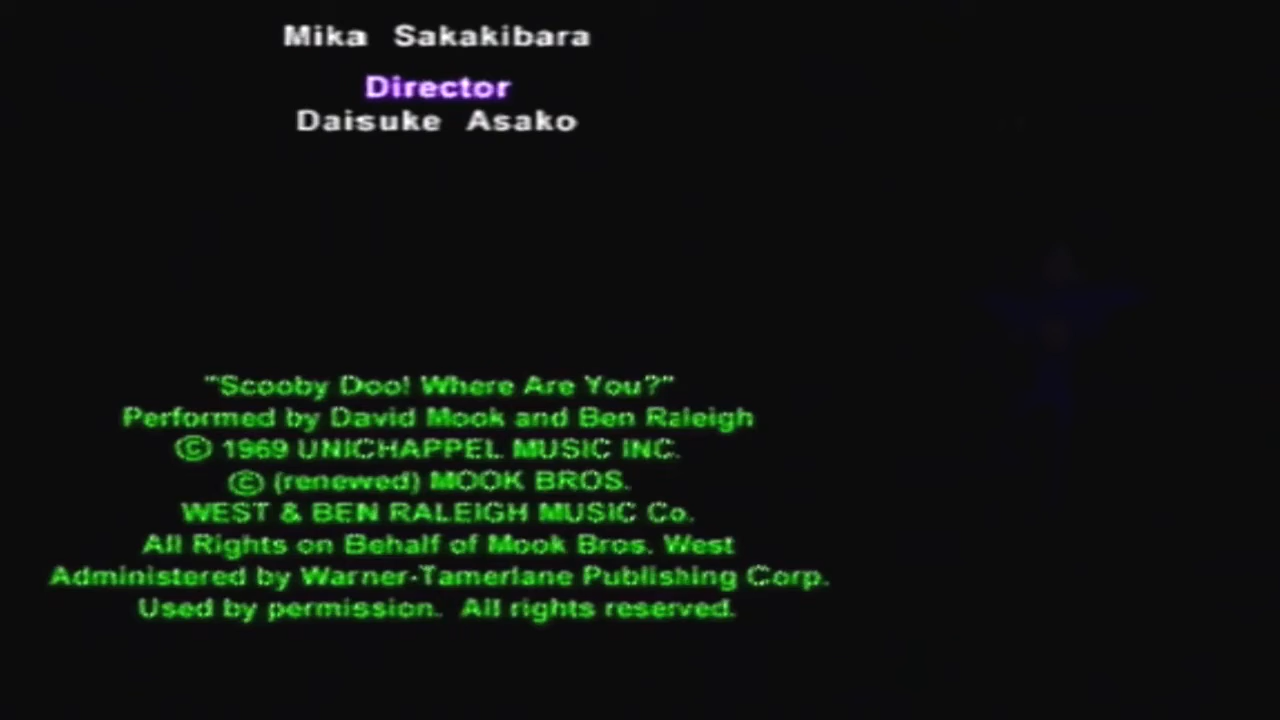 Mika Sakakibara
Director
Daisuke Asako
"Scooby Doo! Where Are You?"
Performed by David Mook and Ben Raleigh
© 1969 UNICHAPPEL MUSIC INC.
© (renewed) MOOK BROS.
WEST & BEN RALEIGH MUSIC Co.
All Rights on Behalf of Mook Bros. West
Administered by Warner-Tamerlane Publishing Corp.
Used by permission. All rights reserved.